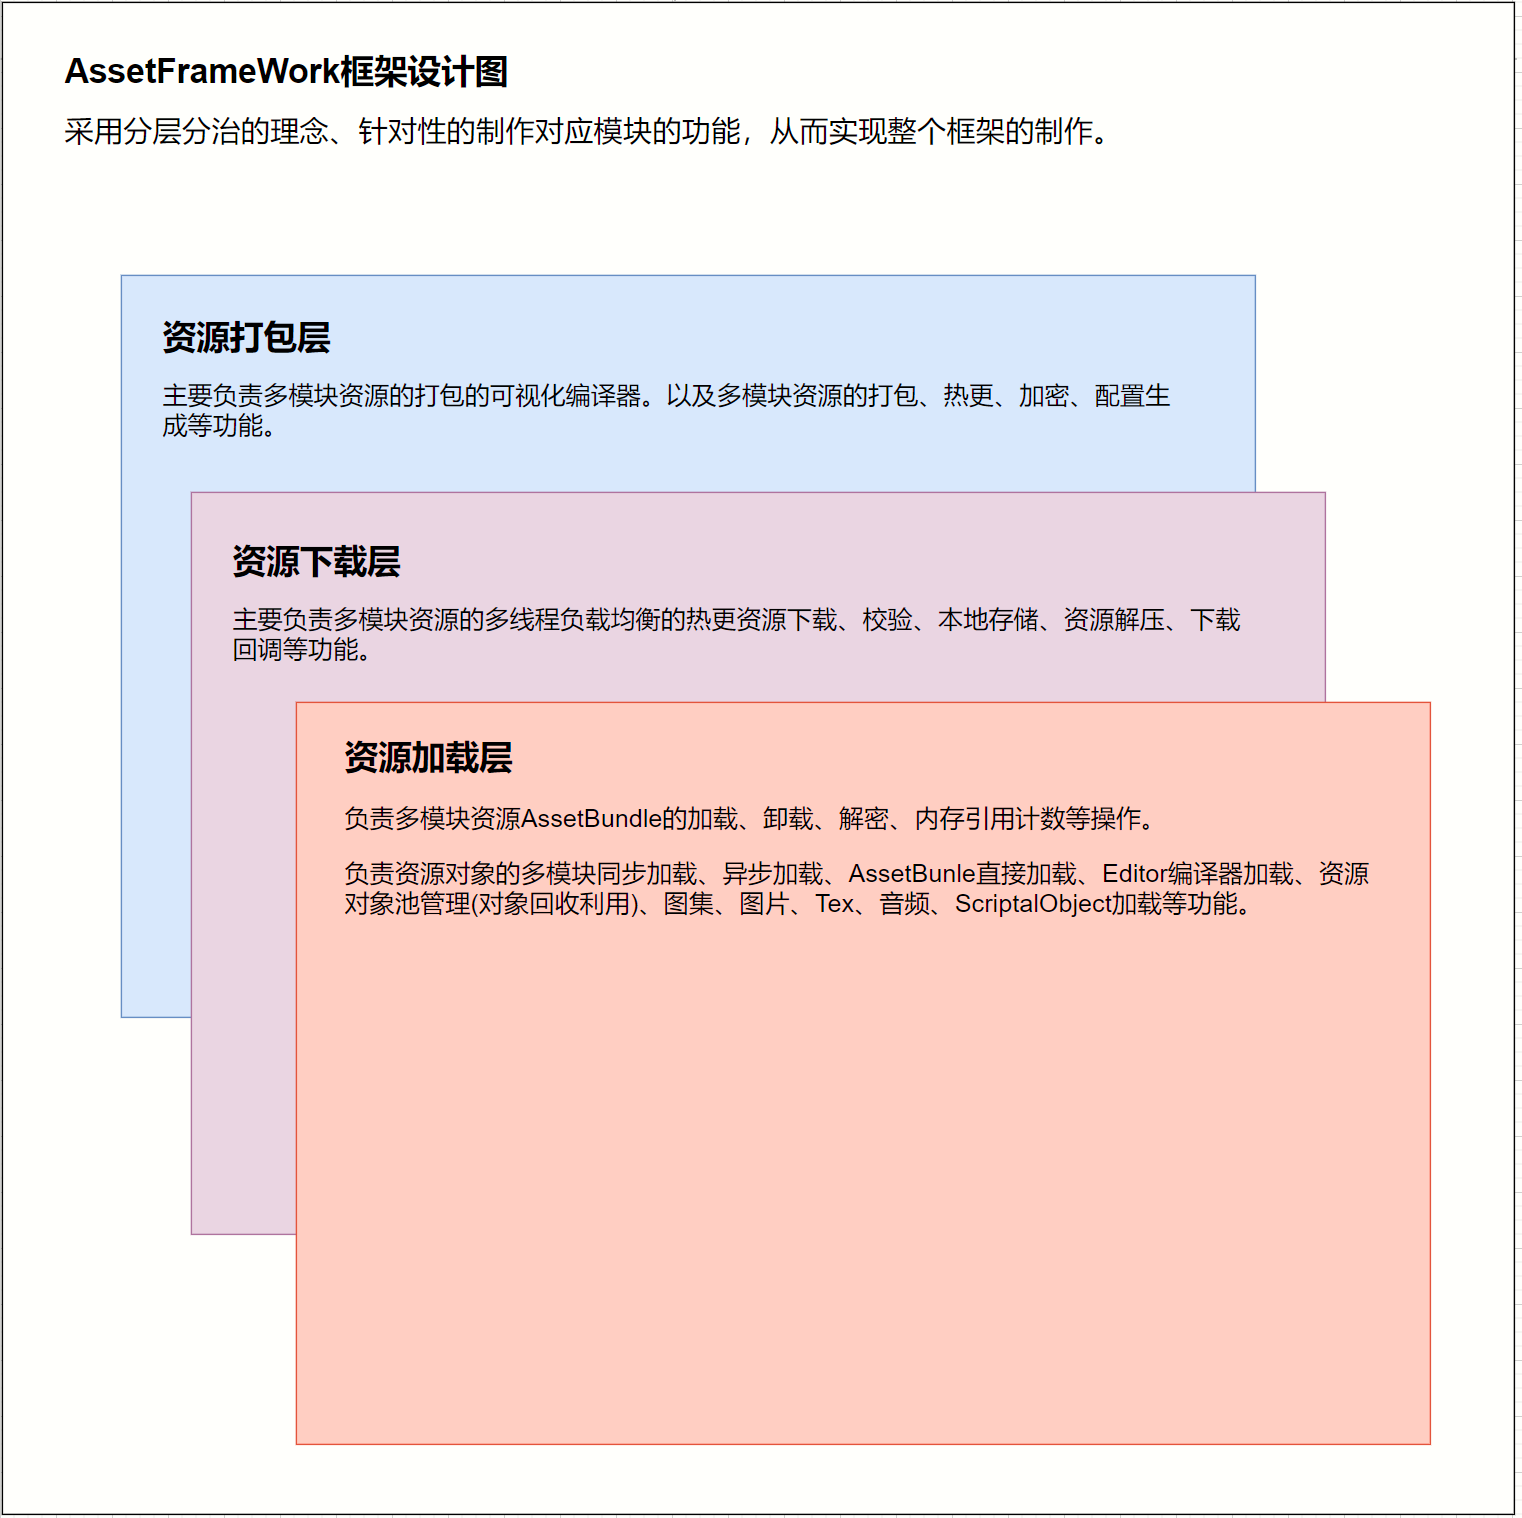 AssetFrameWork框架设计图
采用分层分治的理念、针对性的制作对应模块的功能，从而实现整个框架的制作。
资源打包层
主要负责多模块资源的打包的可视化编译器。以及多模块资源的打包、热更、加密、配置生
成等功能。
资源下载层
主要负责多模块资源的多线程负载均衡的热更资源下载、校验、本地存储、资源解压、下载
回调等功能。
资源加载层
负责多模块资源AssetBundle的加载、卸载、解密、内存引用计数等操作。
负责资源对象的多模块同步加载、异步加载、AssetBunle直接加载、Editor编译器加载、资源
对象池管理(对象回收利用)、图集、图片、Tex、音频、ScriptalObject加载等功能。